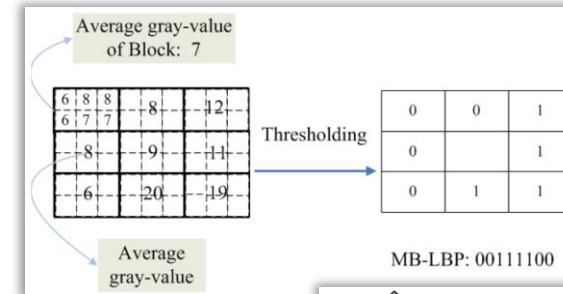 Average gray-value
of Block: 7
6 8 8
6 7 7
8
12
8
9
11
6
20
19
Thresholding
0 0 1
0 1
0 1 1
Average
gray-value
MB-LBP: 00111100